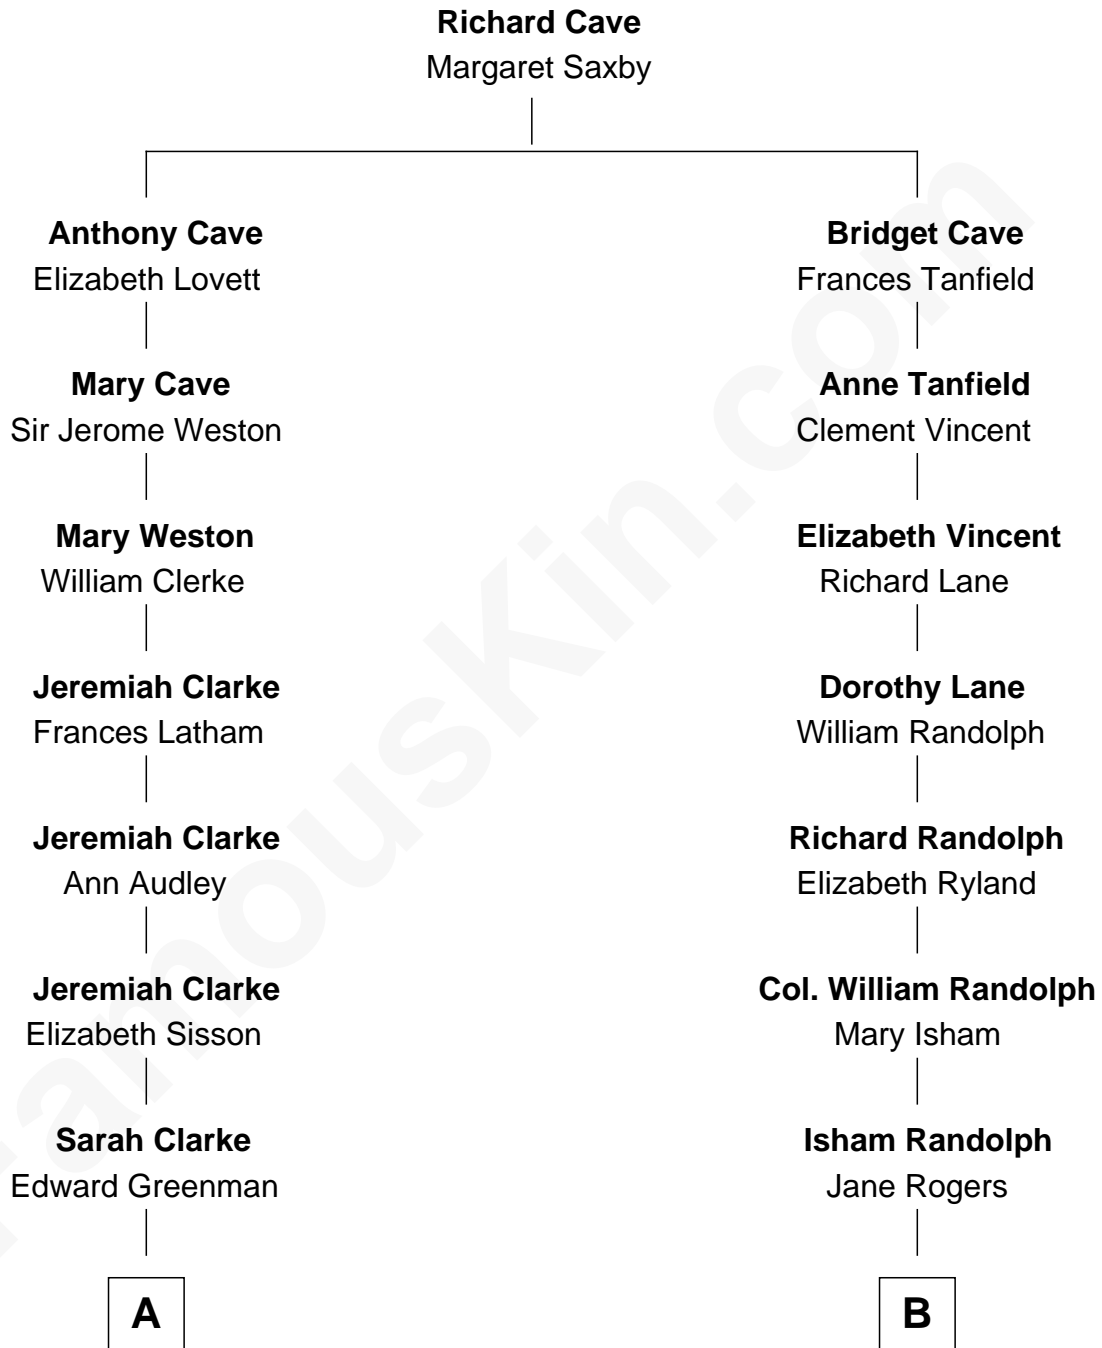 Richard Cave
Margaret Saxby
Anthony Cave
Elizabeth Lovett
Bridget Cave
Frances Tanfield
Mary Cave
Sir Jerome Weston
Anne Tanfield
Clement Vincent
Mary Weston
William Clerke
Elizabeth Vincent
Richard Lane
Jeremiah Clarke
Frances Latham
Dorothy Lane
William Randolph
Jeremiah Clarke
Ann Audley
Richard Randolph
Elizabeth Ryland
Jeremiah Clarke
Elizabeth Sisson
Col. William Randolph
Mary Isham
Sarah Clarke
Edward Greenman
Isham Randolph
Jane Rogers
A
B
FamousKin.com